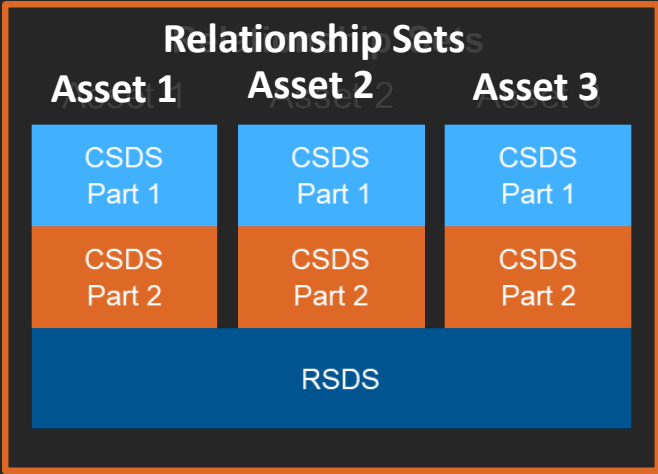 Relationship Sets
Asset 1 Asset 2 Asset 3
CSDS CSDS CSDS
Part 1 Part 1 Part 1
CSDS CSDS CSDS
Part 2 Part 2 Part 2
RSDS